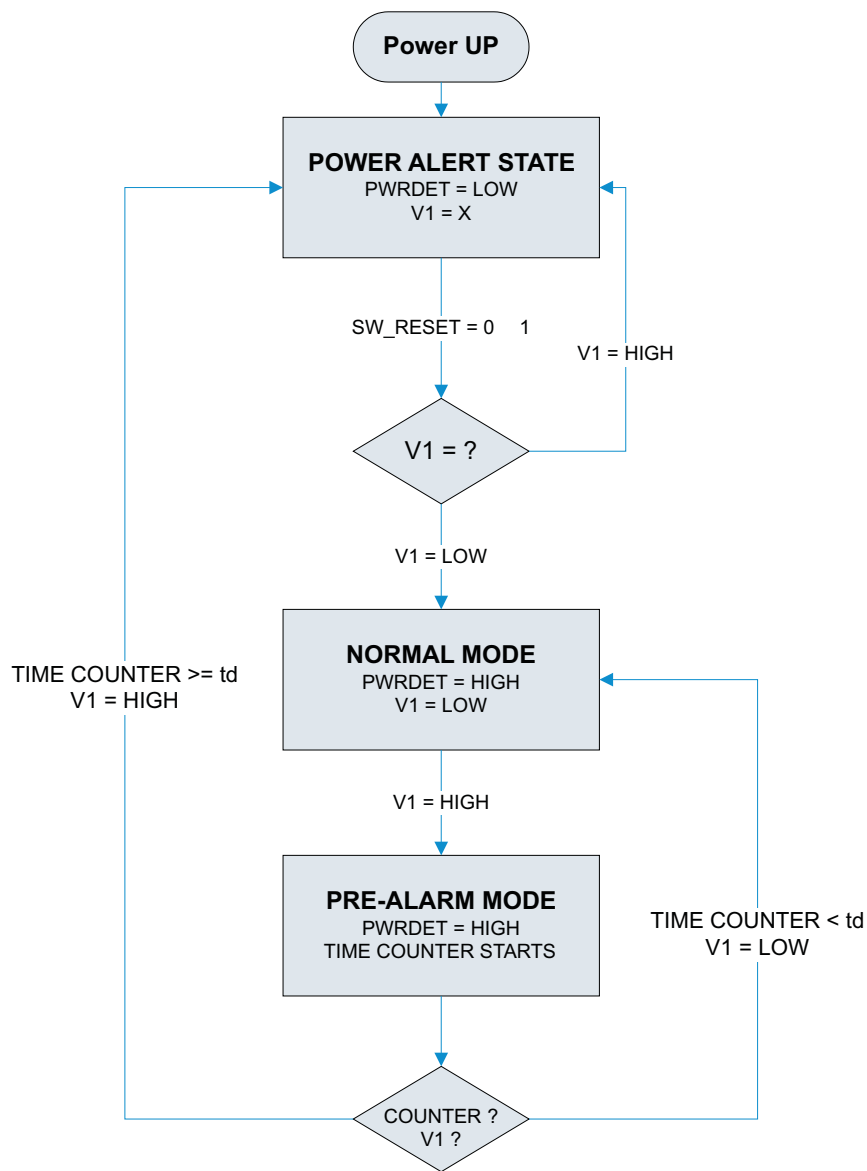 Power UP
POWER ALERT STATE
PWRDET = LOW
V1 = X
SW_RESET = 0 1
V1 = HIGH
V1 = ?
V1 = LOW
NORMAL MODE
PWRDET = HIGH
V1 = LOW
TIME COUNTER >= td
V1 = HIGH
V1 = HIGH
PRE-ALARM MODE
PWRDET = HIGH
TIME COUNTER STARTS
TIME COUNTER < td
V1 = LOW
COUNTER ?
V1 ?